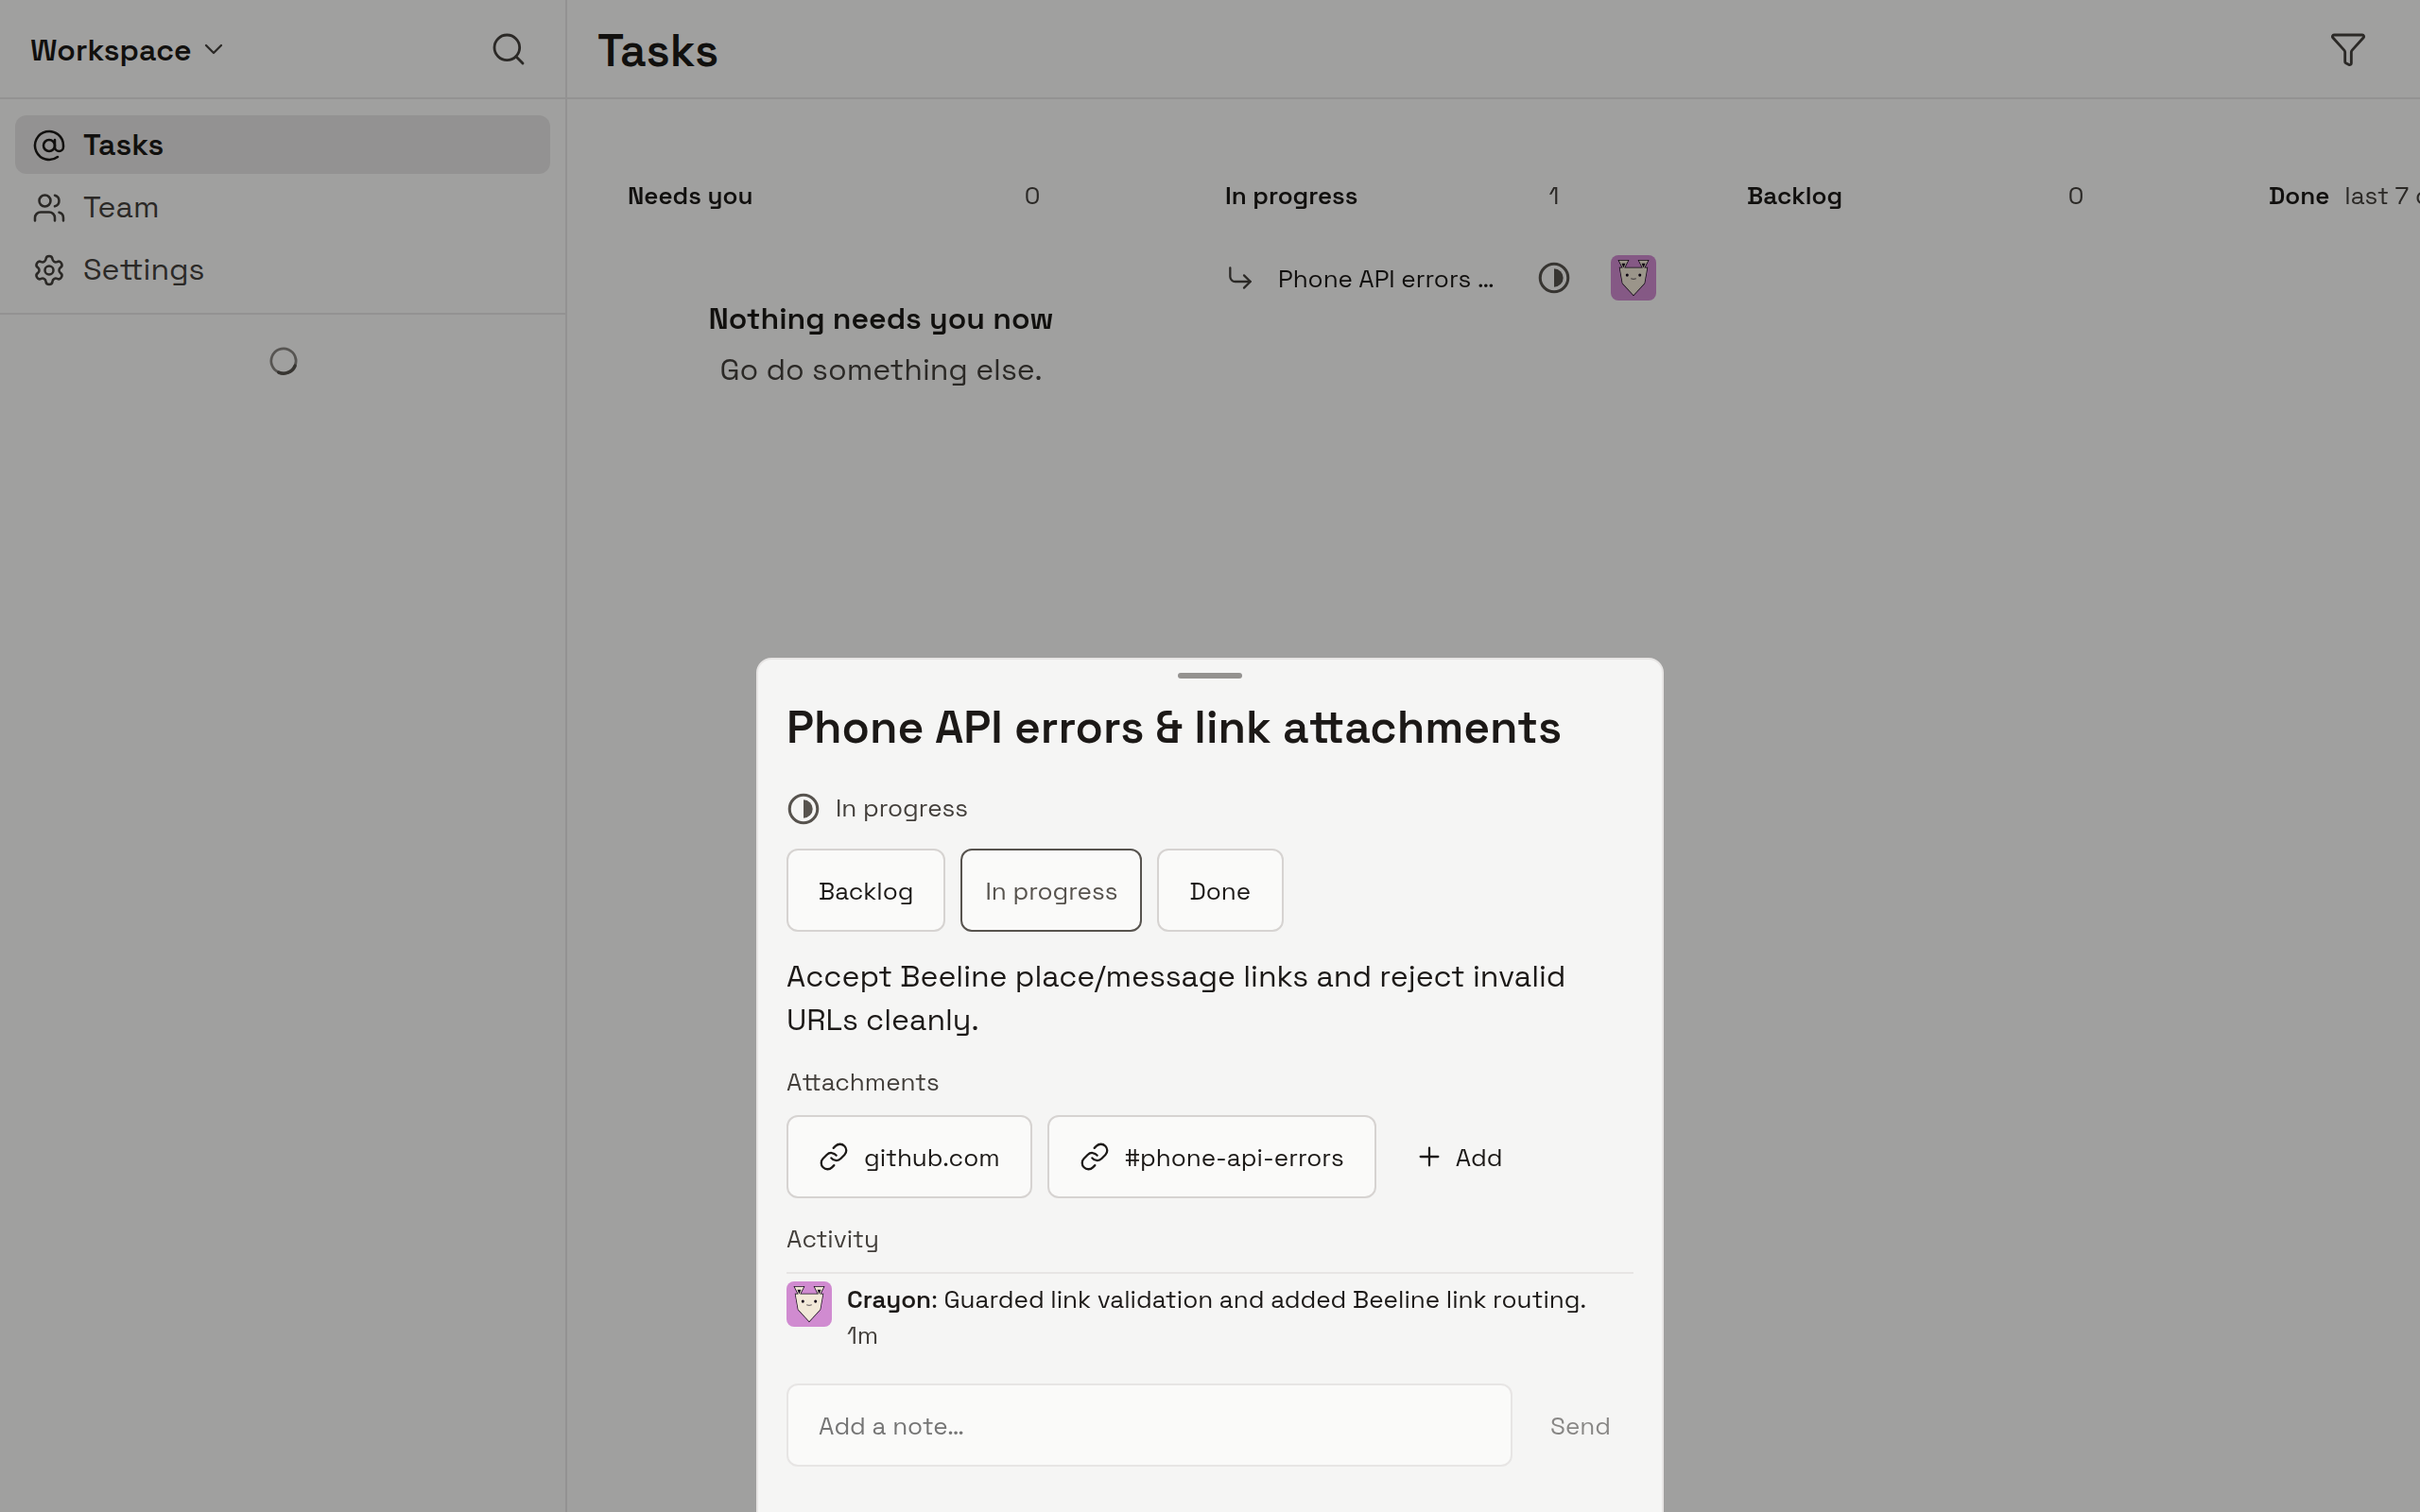 Workspace
Tasks
Tasks
Team
Settings
Needs you 0
In progress 1
Backlog 0
Done last 7
Phone API errors ...
Nothing needs you now
Go do something else.
Phone API errors & link attachments
In progress
Backlog
In progress
Done
Accept Beeline place/message links and reject invalid
URLs cleanly.
Attachments
github.com
#phone-api-errors
Add
Activity
Crayon: Guarded link validation and added Beeline link routing.
1m
Add a note...
Send